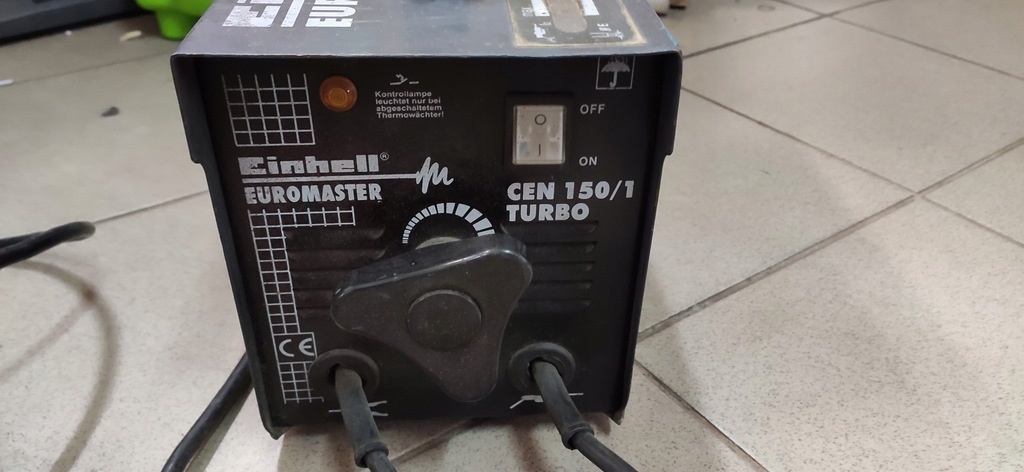 Kontrollampe
leuchtet nur bei
abgeschaltetem
Thermowächter!
OFF
ON
Einhell®
EUROMASTER
CEN 150/1
TURBO
CE